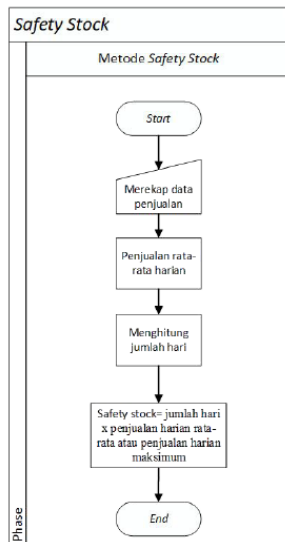 Safety Stock
Metode Safety Stock
Start
Merekap data
penjualan
Penjualan rata-
rata harian
Menghitung
jumlah hari
Safety stock= jumlah hari
x penjualan harian rata-
rata atau penjualan harian
maksimum
End
Phase